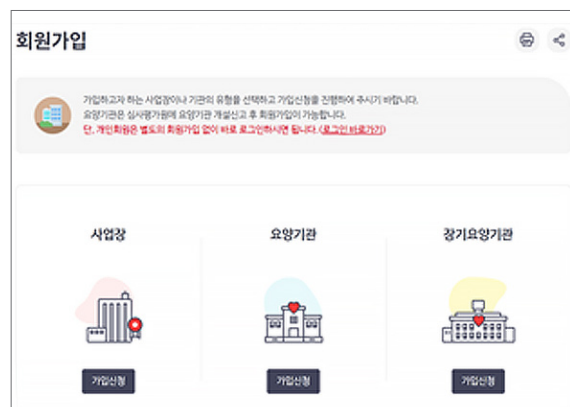 회원가입
가입하고자 하는 사업장이나 기관의 유형을 선택하고 가입신청을 진행하여 주시기 바랍니다.
요양기관은 심사평가원에 요양기관 개설신고 후 회원가입이 가능합니다.
단, 개인회원은 별도의 회원가입 없이 바로 로그인하시면 됩니다. (로그인 바로가기)
사업장 요양기관 장기요양기관
가입신청 가입신청 가입신청